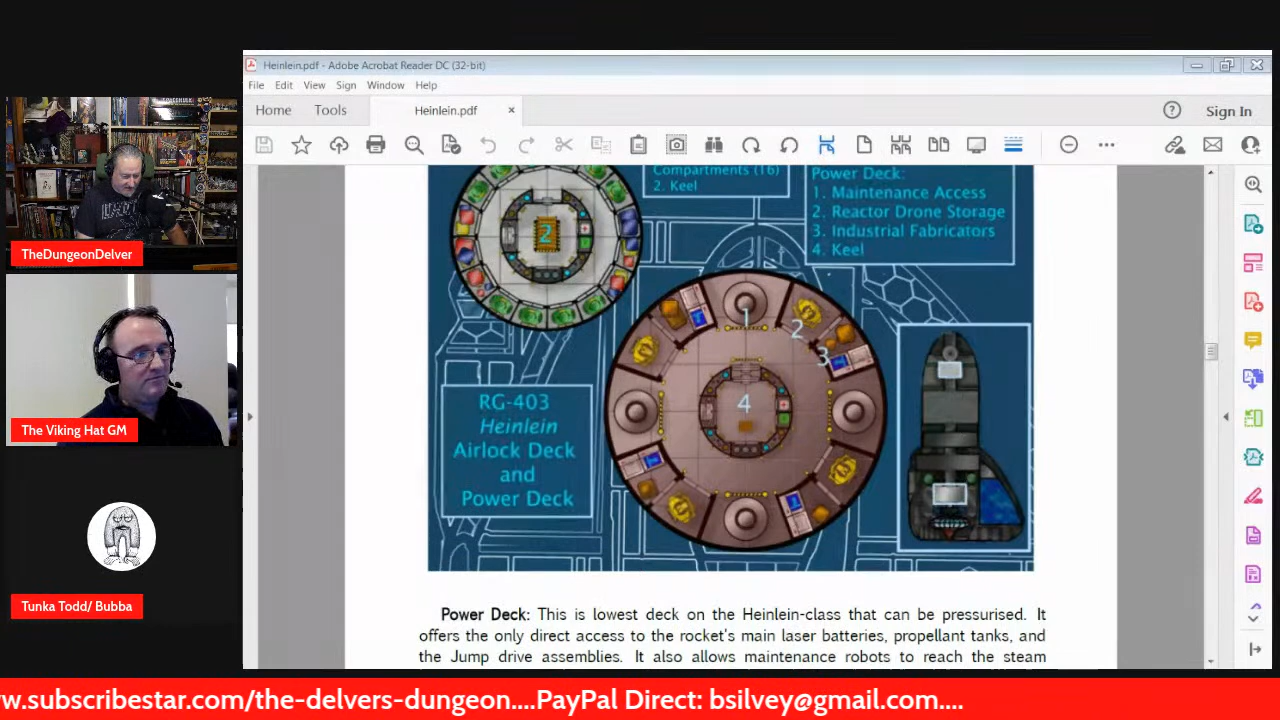 Heinlein.pdf - Adobe Acrobat Reader DC (32-bit)
File Edit View Sign Window Help
Home Tools Heinlein.pdf × Sign In
Compartments (16)
2. Keel
Power Deck:
1. Maintenance Access
2. Reactor Drone Storage
3. Industrial Fabricators
4. Keel
2
1
2
3
4
RG-403
Heinlein
Airlock Deck
and
Power Deck
Power Deck: This is lowest deck on the Heinlein-class that can be pressurised. It
offers the only direct access to the rocket's main laser batteries, propellant tanks, and
the Jump drive assemblies. It also allows maintenance robots to reach the steam
TheDungeonDelver
The Viking Hat GM
Tunka Todd/ Bubba
w.subscribestar.com/the-delvers-dungeon....PayPal Direct: bsilvey@gmail.com....